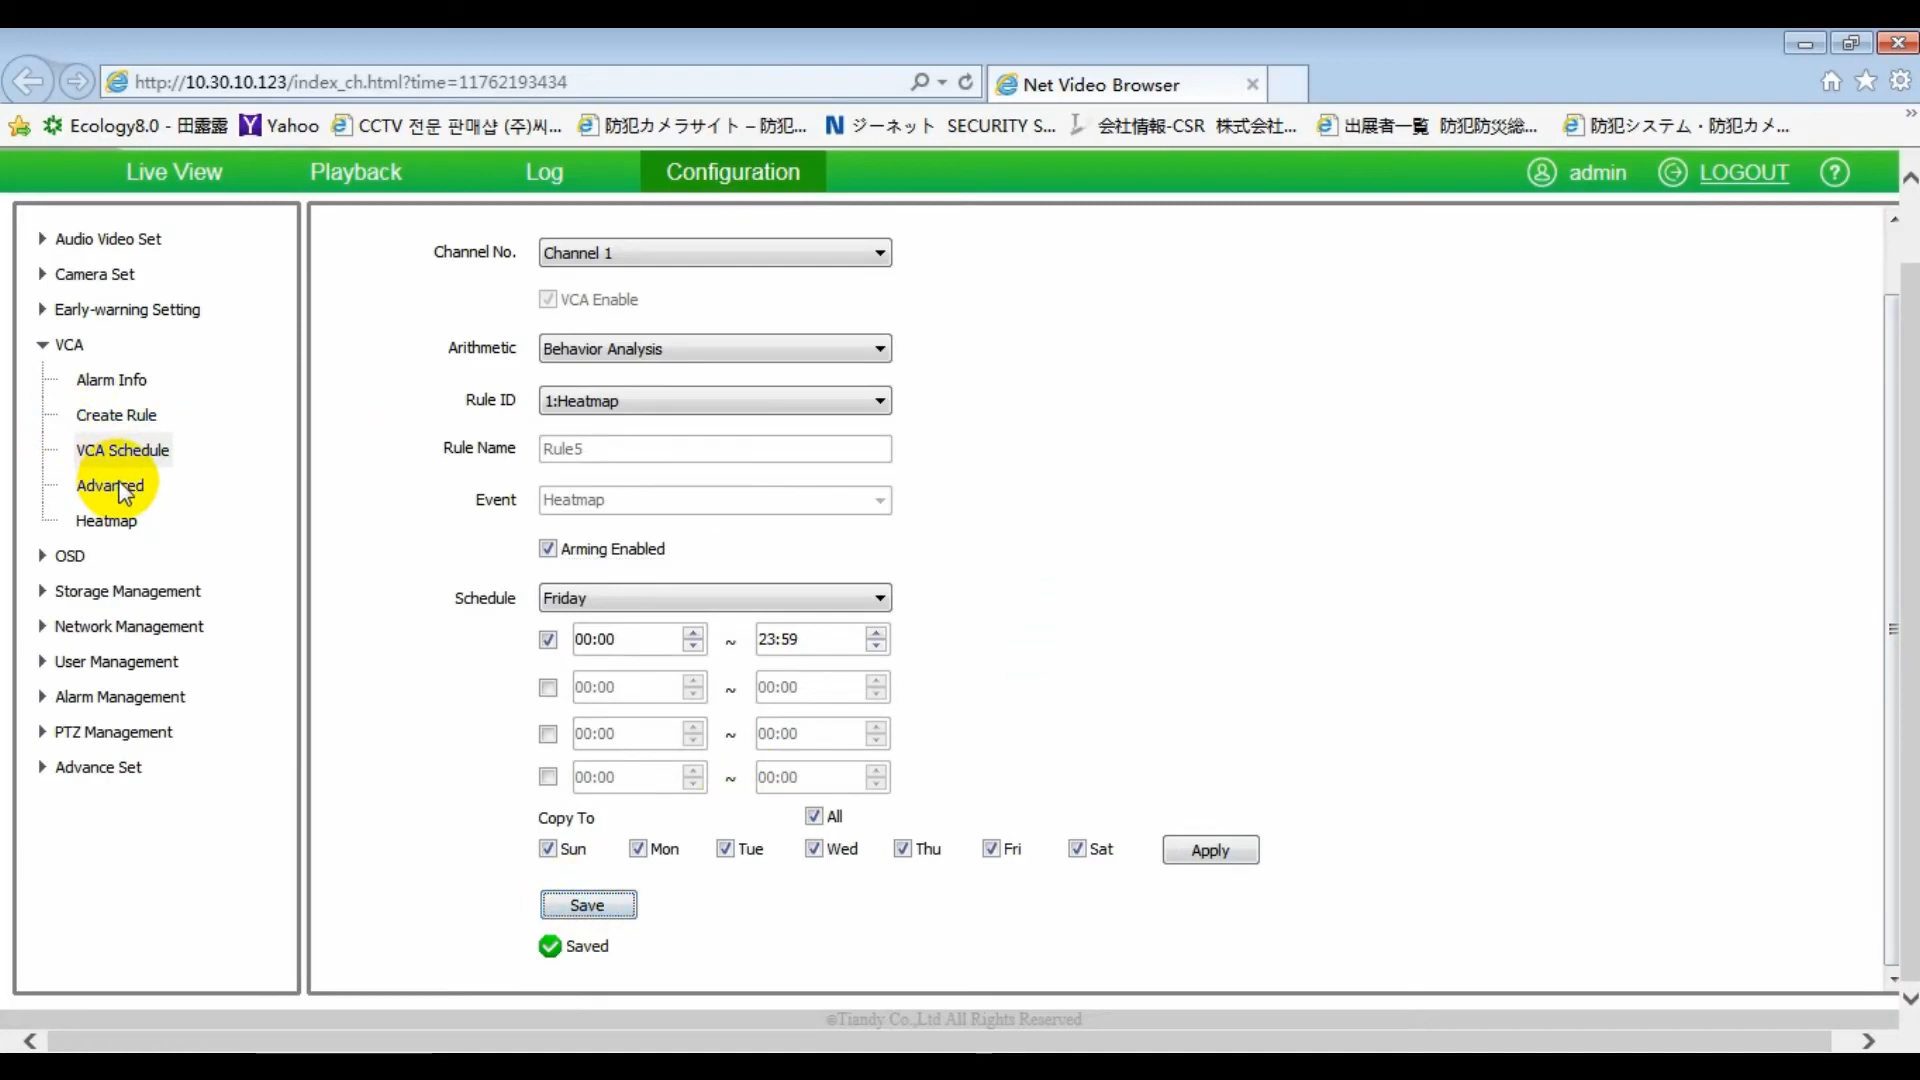 http://10.30.10.123/index_ch.html?time=11762193434
Net Video Browser
Ecology8.0 - 田露露 Yahoo CCTV 전문 판매샵 (주)씨... 防犯カメラサイト – 防犯... ジーネット SECURITY S... 会社情報-CSR 株式会社... 出展者一覧 防犯防災総... 防犯システム・防犯カメ...
Live View Playback Log Configuration admin LOGOUT ?
Audio Video Set
Camera Set
Early-warning Setting
VCA
Alarm Info
Create Rule
VCA Schedule
Advanced
Heatmap
OSD
Storage Management
Network Management
User Management
Alarm Management
PTZ Management
Advance Set
Channel No. Channel 1
VCA Enable
Arithmetic Behavior Analysis
Rule ID 1:Heatmap
Rule Name Rule5
Event Heatmap
Arming Enabled
Schedule Friday
00:00 ~ 23:59
00:00 ~ 00:00
00:00 ~ 00:00
00:00 ~ 00:00
Copy To All
Sun Mon Tue Wed Thu Fri Sat Apply
Save
Saved
©Tiandy Co.,Ltd All Rights Reserved